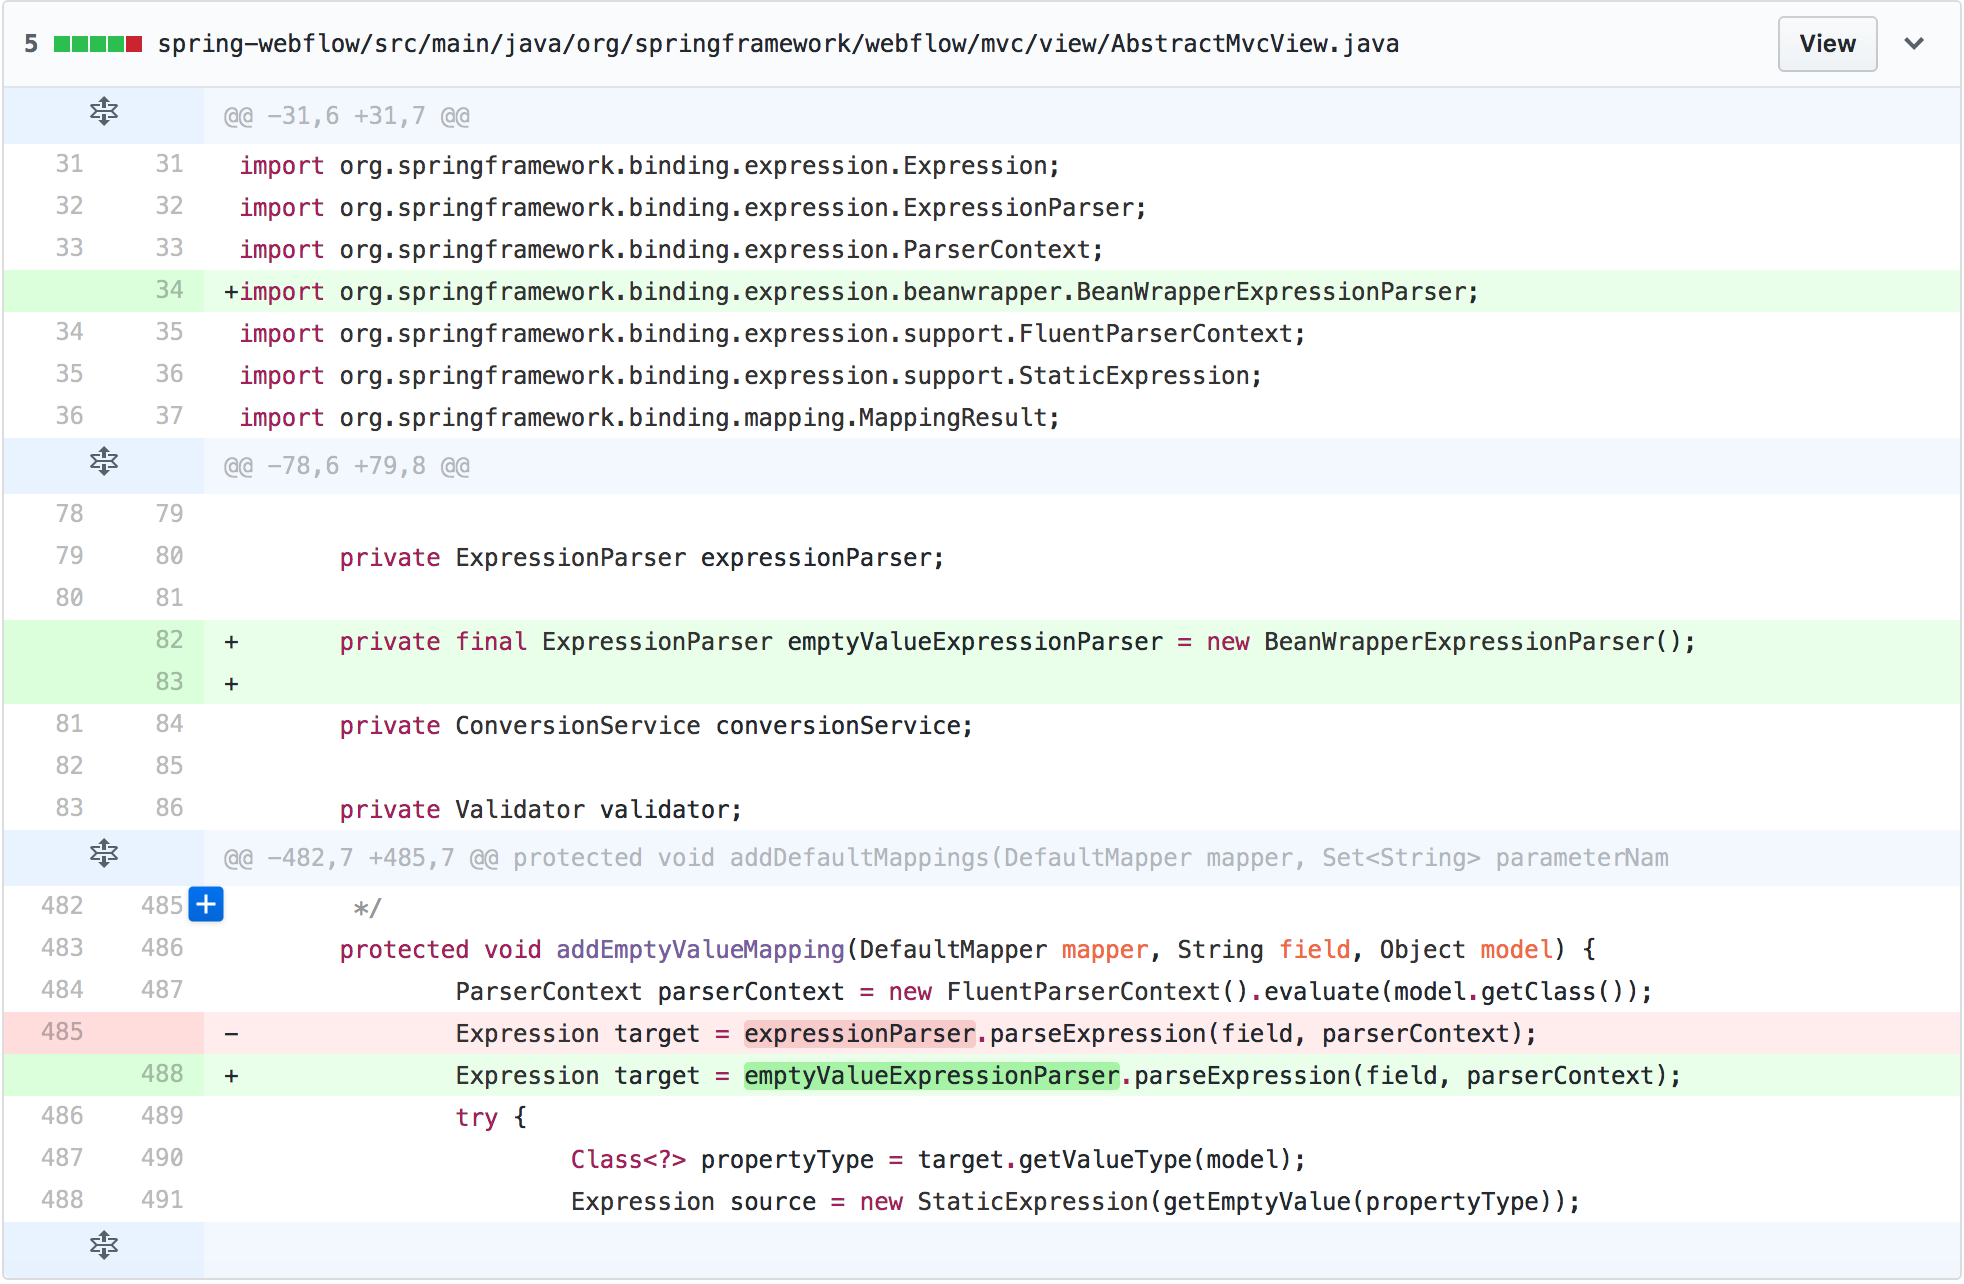 5 spring-webflow/src/main/java/org/springframework/webflow/mvc/view/AbstractMvcView.java View
@@ -31,6 +31,7 @@
31 31 import org.springframework.binding.expression.Expression;
32 32 import org.springframework.binding.expression.ExpressionParser;
33 33 import org.springframework.binding.expression.ParserContext;
34 +import org.springframework.binding.expression.beanwrapper.BeanWrapperExpressionParser;
34 35 import org.springframework.binding.expression.support.FluentParserContext;
35 36 import org.springframework.binding.expression.support.StaticExpression;
36 37 import org.springframework.binding.mapping.MappingResult;
@@ -78,6 +79,8 @@
78 79
79 80 private ExpressionParser expressionParser;
80 81
82 + private final ExpressionParser emptyValueExpressionParser = new BeanWrapperExpressionParser();
83 +
81 84 private ConversionService conversionService;
82 85
83 86 private Validator validator;
@@ -482,7 +485,7 @@ protected void addDefaultMappings(DefaultMapper mapper, Set<String> parameterNam
482 485 + */
483 486 protected void addEmptyValueMapping(DefaultMapper mapper, String field, Object model) {
484 487 ParserContext parserContext = new FluentParserContext().evaluate(model.getClass());
485 - Expression target = expressionParser.parseExpression(field, parserContext);
488 + Expression target = emptyValueExpressionParser.parseExpression(field, parserContext);
486 489 try {
487 490 Class<?> propertyType = target.getValueType(model);
488 491 Expression source = new StaticExpression(getEmptyValue(propertyType));